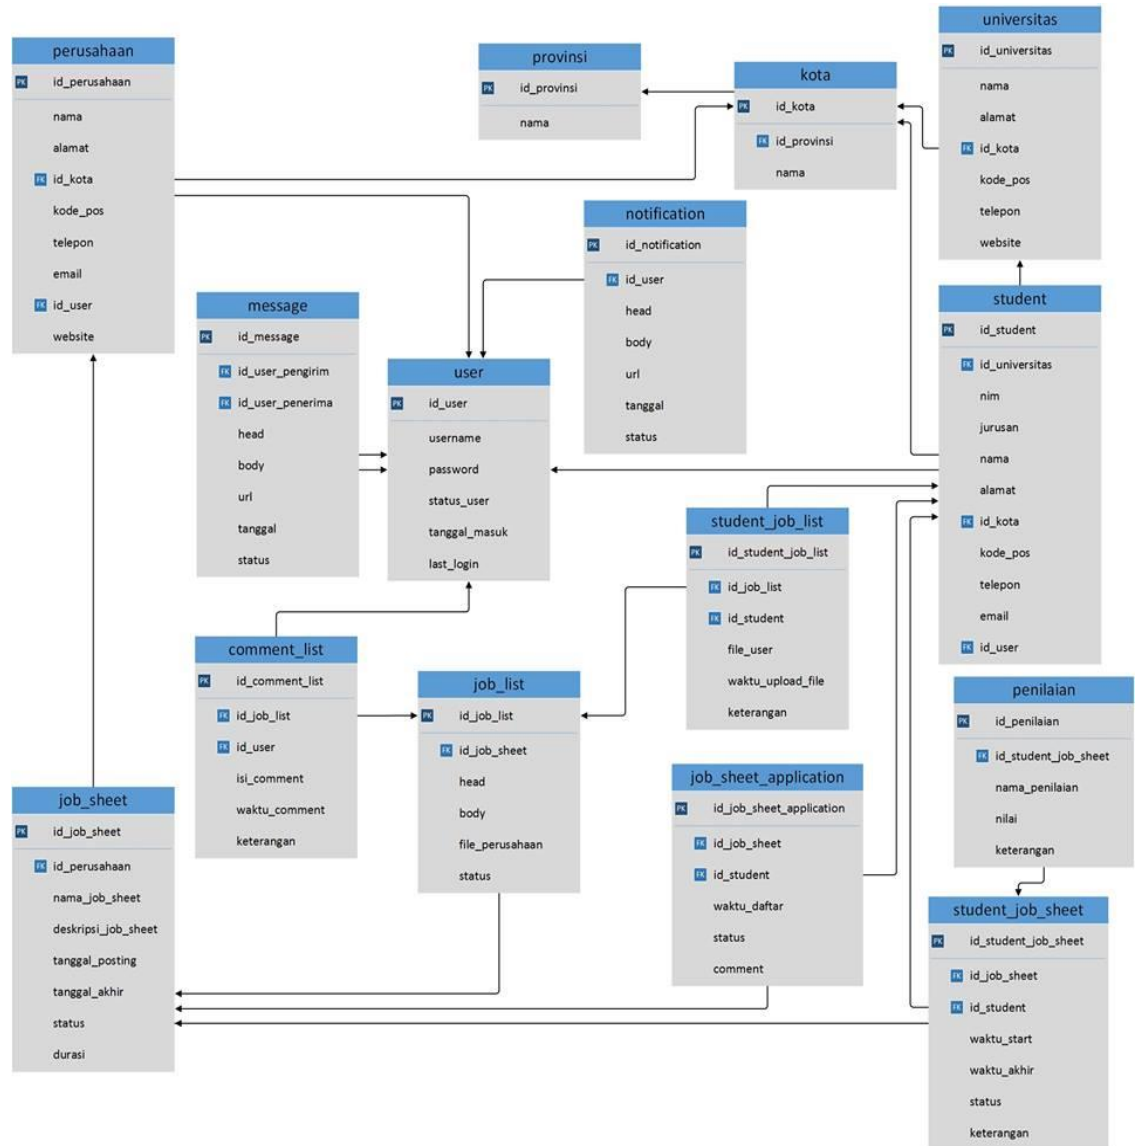 perusahaan
PK id_perusahaan
nama
alamat
FK id_kota
kode_pos
telepon
email
FK id_user
website
provinsi
PK id_provinsi
nama
kota
PK id_kota
FK id_provinsi
nama
universitas
PK id_universitas
nama
alamat
FK id_kota
kode_pos
telepon
website
notification
PK id_notification
FK id_user
head
body
url
tanggal
status
message
PK id_message
FK id_user_pengirim
FK id_user_penerima
head
body
url
tanggal
status
user
PK id_user
username
password
status_user
tanggal_masuk
last_login
student
PK id_student
FK id_universitas
nim
jurusan
nama
alamat
FK id_kota
kode_pos
telepon
email
FK id_user
student_job_list
PK id_student_job_list
FK id_job_list
FK id_student
file_user
waktu_upload_file
keterangan
comment_list
PK id_comment_list
FK id_job_list
FK id_user
isi_comment
waktu_comment
keterangan
job_list
PK id_job_list
FK id_job_sheet
head
body
file_perusahaan
status
penilaian
PK id_penilaian
FK id_student_job_sheet
nama_penilaian
nilai
keterangan
job_sheet_application
PK id_job_sheet_application
FK id_job_sheet
FK id_student
waktu_daftar
status
comment
job_sheet
PK id_job_sheet
FK id_perusahaan
nama_job_sheet
deskripsi_job_sheet
tanggal_posting
tanggal_akhir
status
durasi
student_job_sheet
PK id_student_job_sheet
FK id_job_sheet
FK id_student
waktu_start
waktu_akhir
status
keterangan